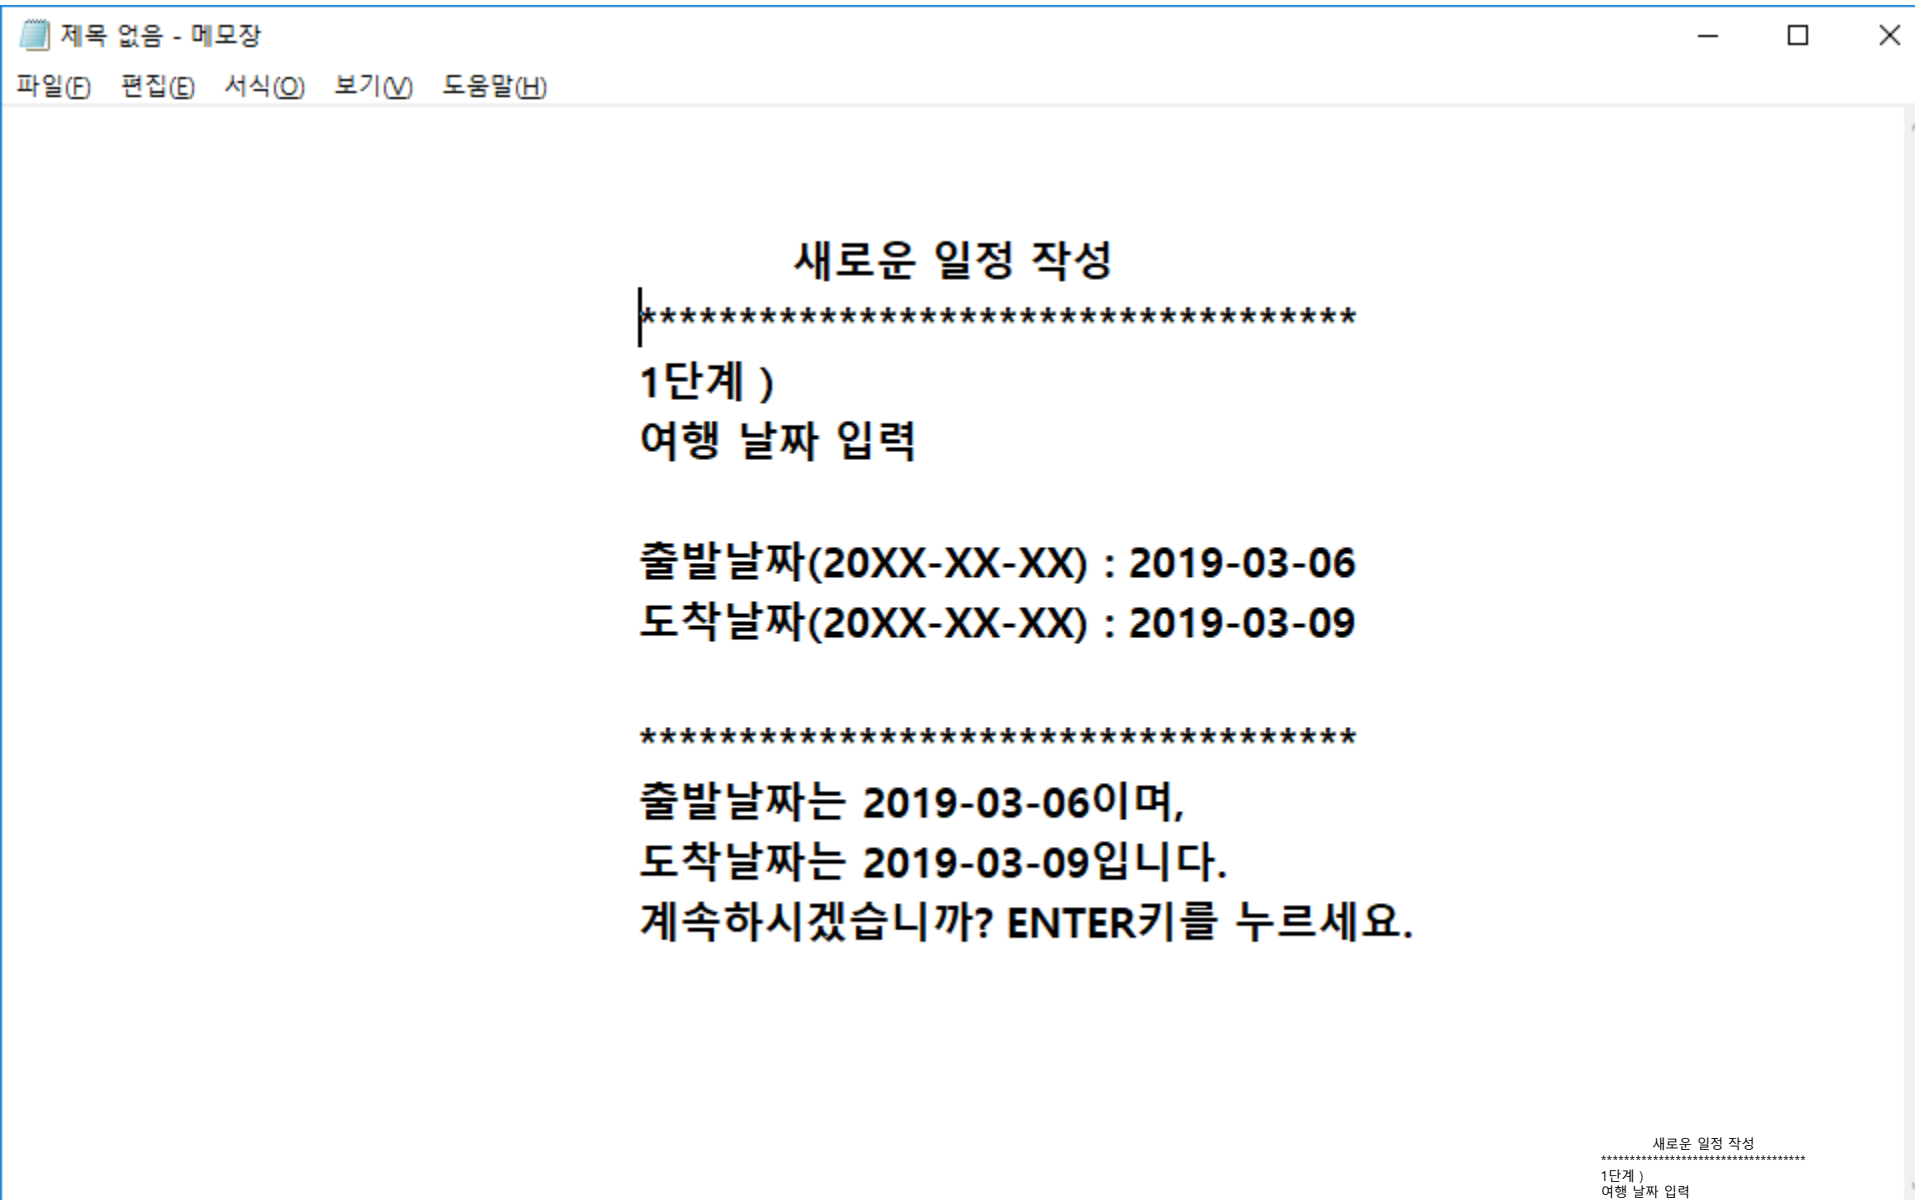 제목 없음 - 메모장
파일(F) 편집(E) 서식(O) 보기(V) 도움말(H)
새로운 일정 작성
************************************
1단계 )
여행 날짜 입력
출발날짜(20XX-XX-XX) : 2019-03-06
도착날짜(20XX-XX-XX) : 2019-03-09
************************************
출발날짜는 2019-03-06이며,
도착날짜는 2019-03-09입니다.
계속하시겠습니까? ENTER키를 누르세요.
새로운 일정 작성
************************************
1단계 )
여행 날짜 입력